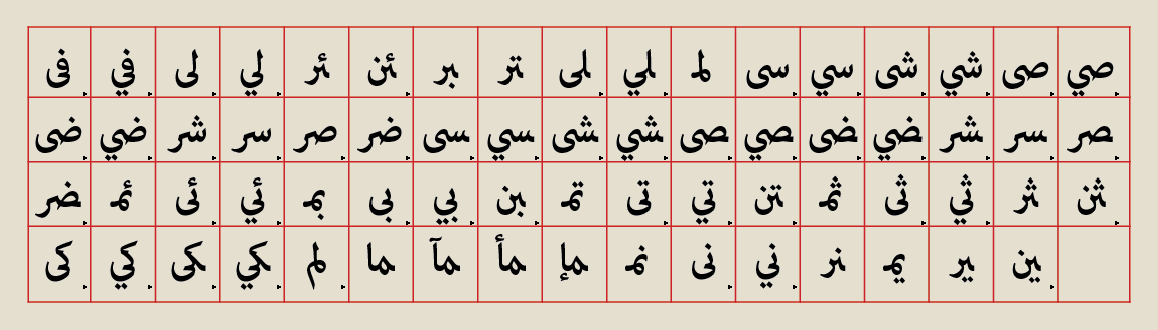 صي صى شي شى سي سى لم لي لى تر بر ئن ئر لي لى في فى
صر سر شر ضي ضى صي صى شي شى سي سى ضر صر سر شر ضي ضى
ثن ثر ثي ثى ثم تن تي تى تم بن بي بى بم ئي ئى ئم ضر
ين ير يم نر ني نى نم مإ مأ مآ ما لم كي كى كي كى